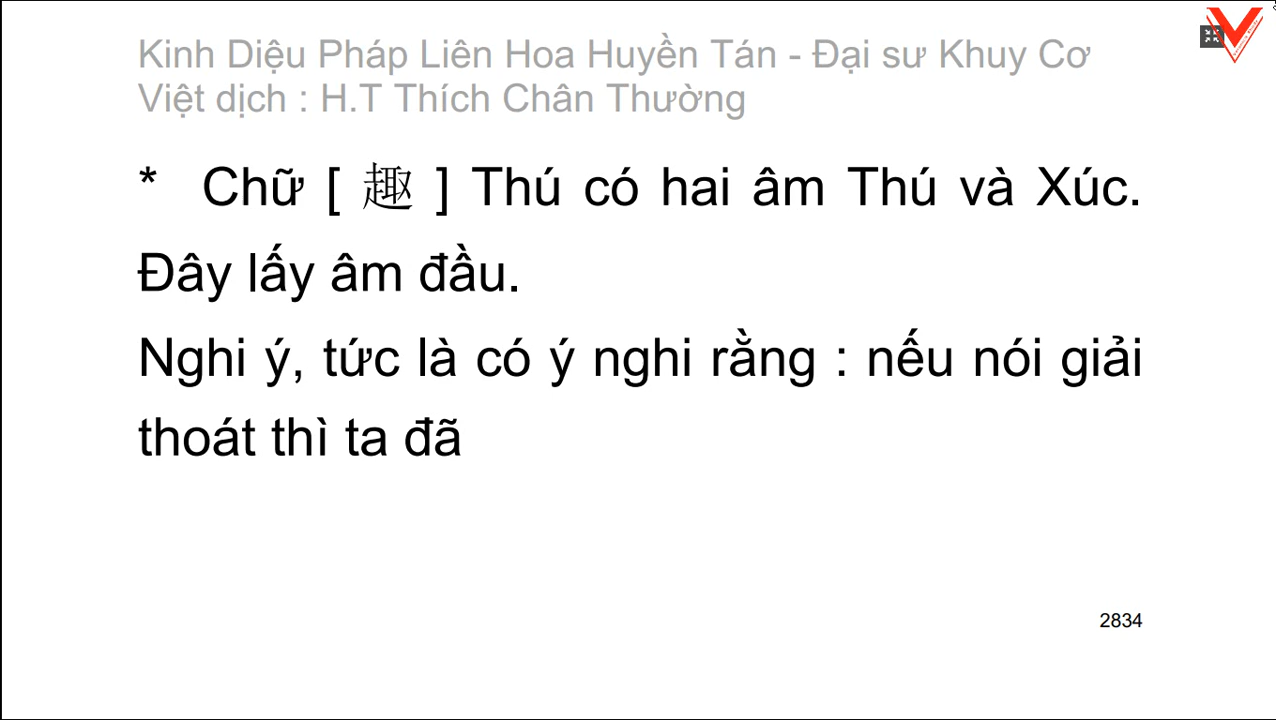 Kinh Diệu Pháp Liên Hoa Huyền Tán - Đại sư Khuy Cơ
Việt dịch : H.T Thích Chân Thường
* Chữ [ 趣 ] Thú có hai âm Thú và Xúc.
Đây lấy âm đầu.
Nghi ý, tức là có ý nghi rằng : nếu nói giải
thoát thì ta đã
2834